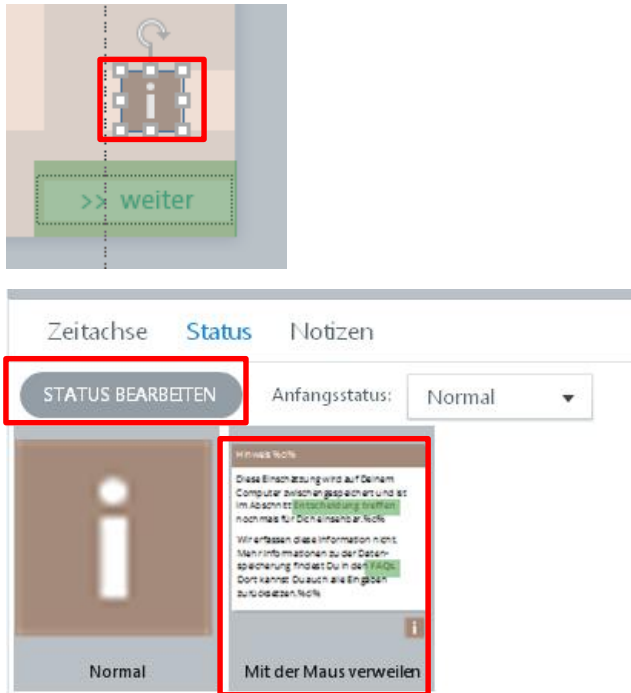 i
>> weiter
Zeitachse Status Notizen
STATUS BEARBEITEN Anfangsstatus: Normal
i
Hinweis %d%
Diese Einschätzung wird auf Deinem
Computer zwischengespeichert und ist
im Abschnitt Entscheidung treffen
nochmals für Dich einsehbar.%d%
Wir erfassen diese Information nicht.
Mehr Informationen zu der Daten-
speicherung findest Du in den FAQs.
Dort kannst Du auch alle Eingaben
zurücksetzen.%d%
i
Normal Mit der Maus verweilen